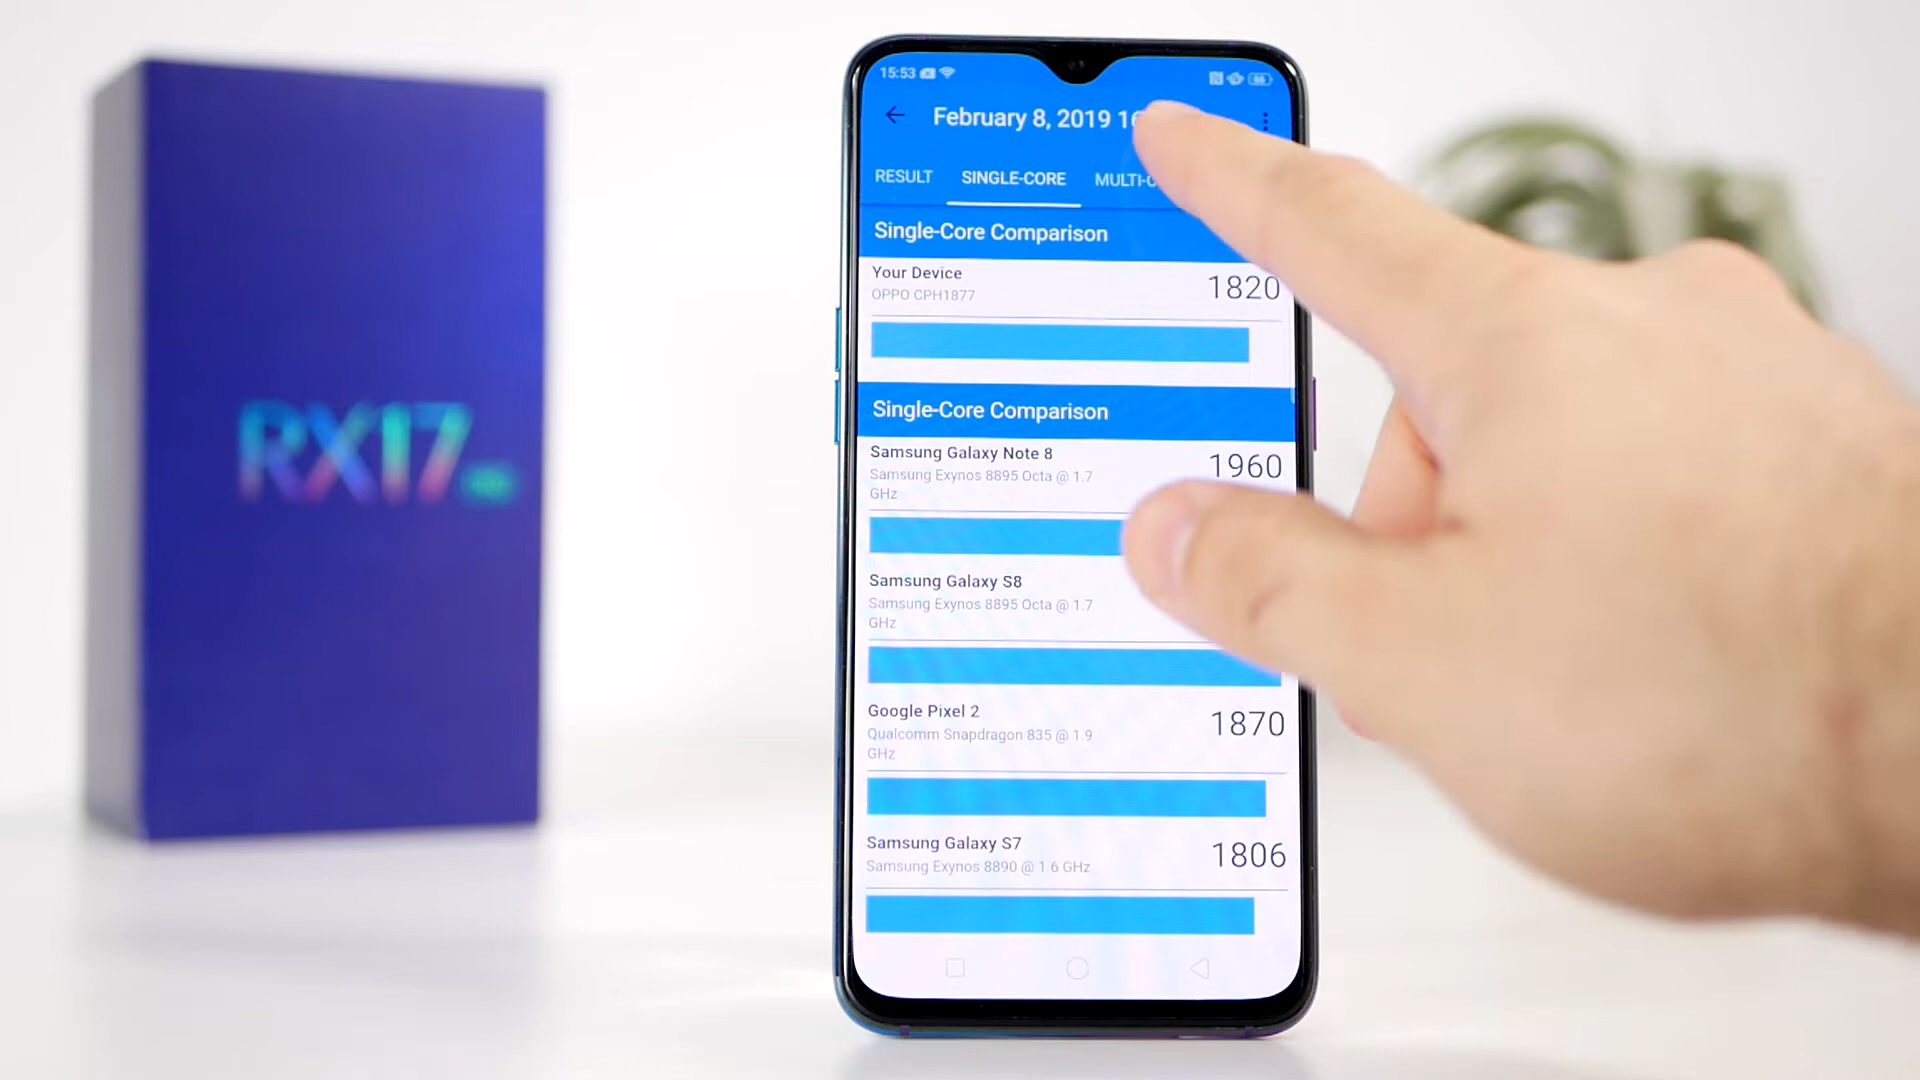 RX17
15:53
February 8, 2019
RESULT SINGLE-CORE
Single-Core Comparison
Your Device
1820
OPPO CPH1877
Single-Core Comparison
Samsung Galaxy Note 8
1960
Samsung Exynos 8895 Octa @ 1.7
GHz
Samsung Galaxy S8
Samsung Exynos 8895 Octa @ 1.7
GHz
Google Pixel 2
1870
Qualcomm Snapdragon 835 @ 1.9
GHz
Samsung Galaxy S7
1806
Samsung Exynos 8890 @ 1.6 GHz